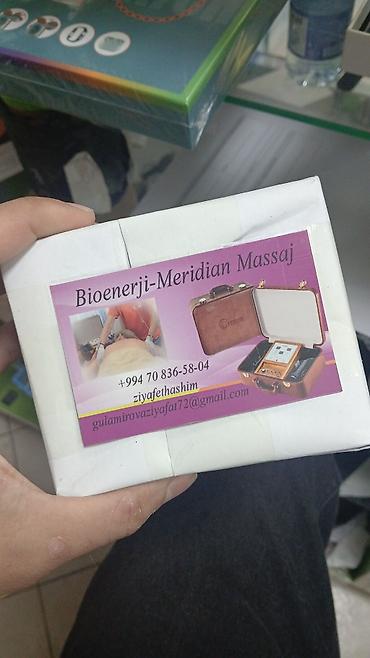 Bioenerji-Meridian Massaj
+994 70 836-58-04
ziyafethashim
gulamirovaziyafat72@gmail.com